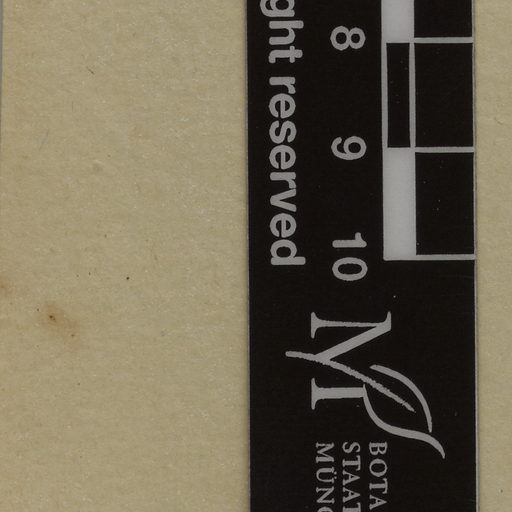 ght reserved
8 9 10
M
BOTA
STAAT
MÜNC